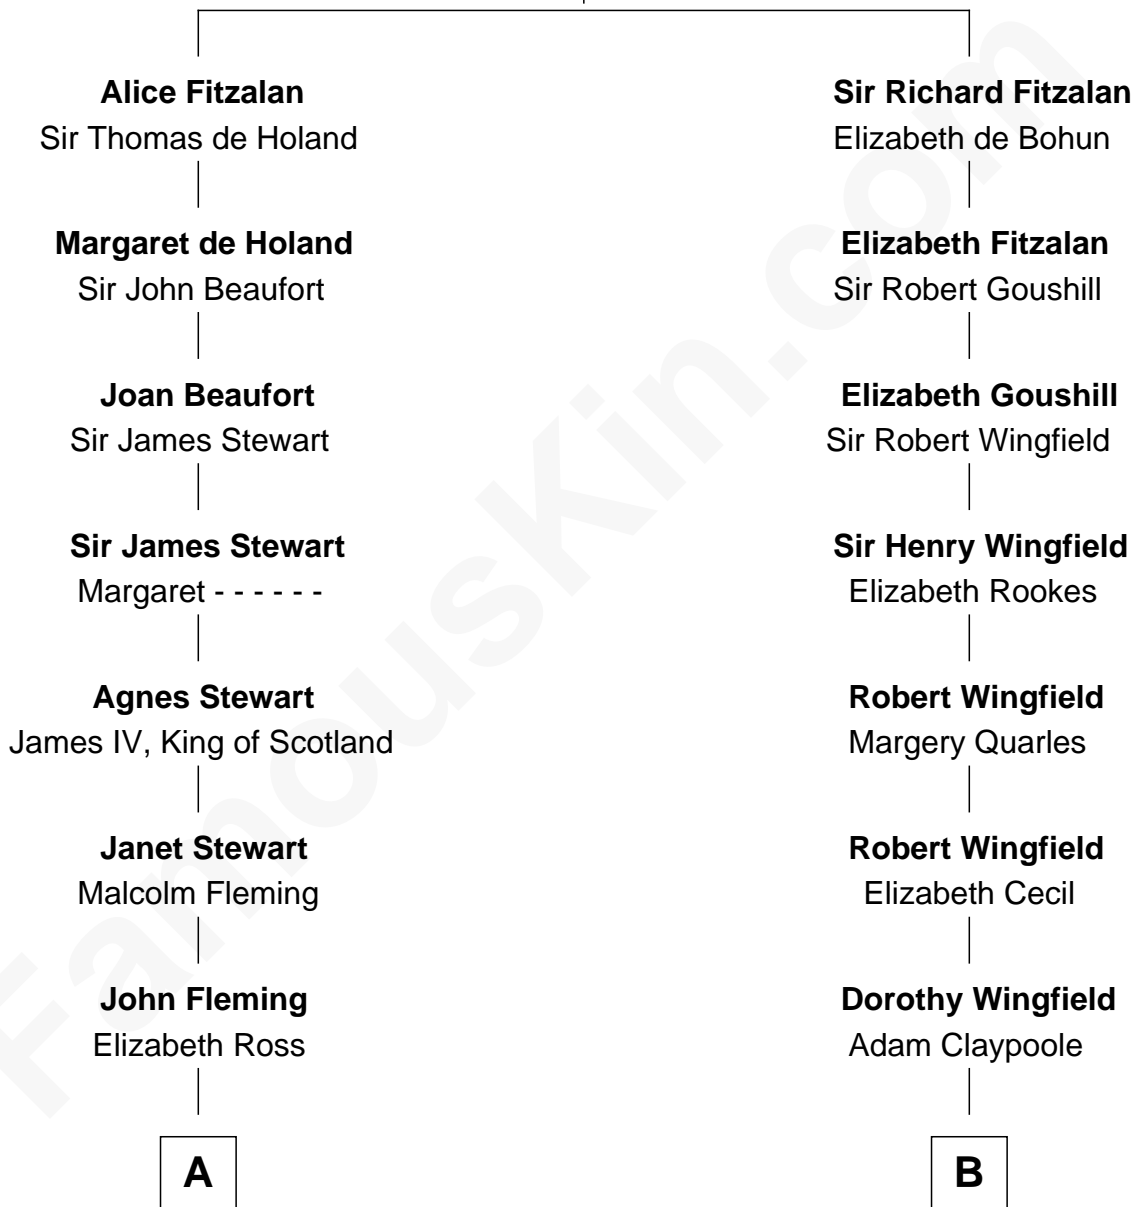 Alice Fitzalan
Sir Thomas de Holand
Margaret de Holand
Sir John Beaufort
Joan Beaufort
Sir James Stewart
Sir James Stewart
Margaret - - - - - -
Agnes Stewart
James IV, King of Scotland
Janet Stewart
Malcolm Fleming
John Fleming
Elizabeth Ross
A
Sir Richard Fitzalan
Elizabeth de Bohun
Elizabeth Fitzalan
Sir Robert Goushill
Elizabeth Goushill
Sir Robert Wingfield
Sir Henry Wingfield
Elizabeth Rookes
Robert Wingfield
Margery Quarles
Robert Wingfield
Elizabeth Cecil
Dorothy Wingfield
Adam Claypoole
B
FamousKin.com